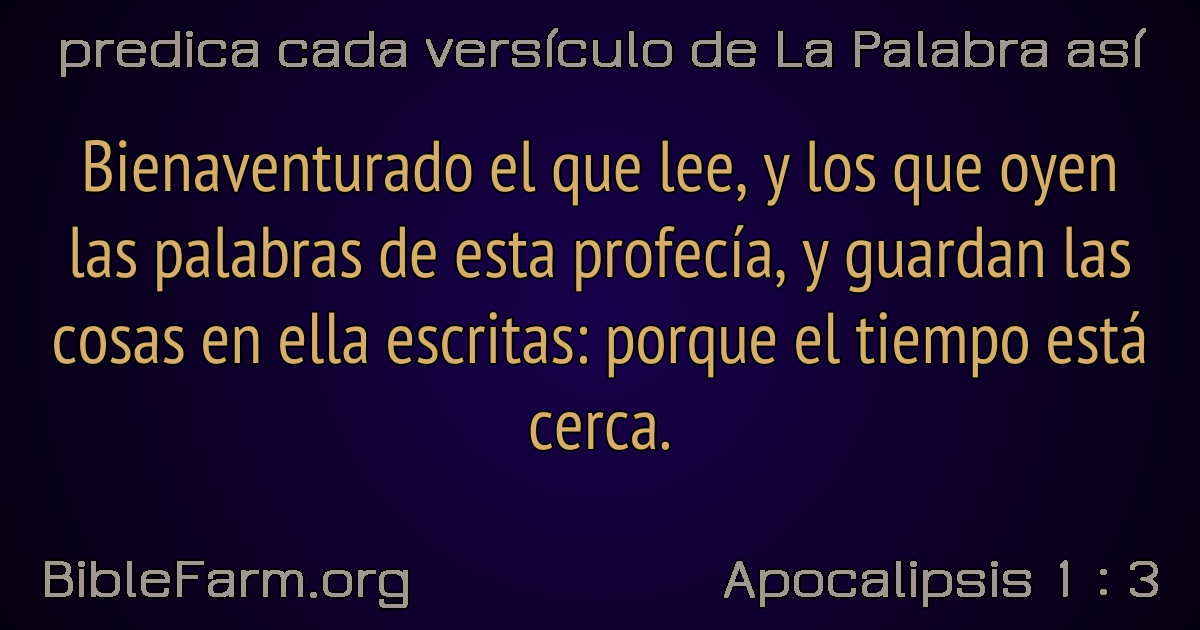 predica cada versículo de La Palabra así
Bienaventurado el que lee, y los que oyen
las palabras de esta profecía, y guardan las
cosas en ella escritas: porque el tiempo está
cerca.
BibleFarm.org
Apocalipsis 1 : 3